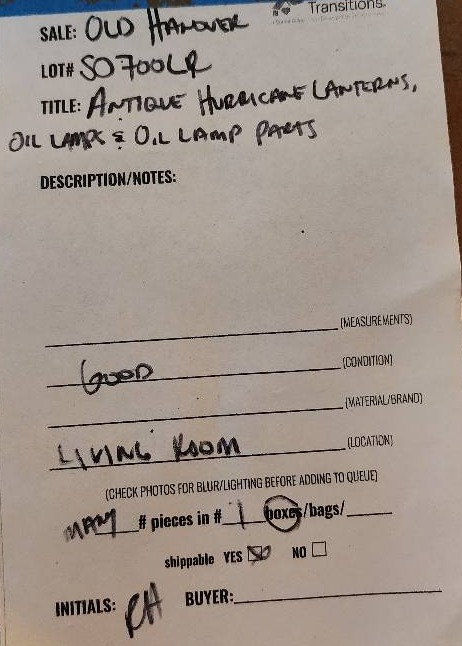 Transitions
SALE: OLD HANOVER
LOT# SO700LR
TITLE: ANTIQUE HURRICANE LANTERNS,
OIL LAMPS & OIL LAMP PARTS
DESCRIPTION/NOTES:
(MEASUREMENTS)
GOOD (CONDITION)
(MATERIAL/BRAND)
LIVING ROOM (LOCATION)
(CHECK PHOTOS FOR BLUR/LIGHTING BEFORE ADDING TO QUEUE)
MANY # pieces in # 1 boxes/bags/
shippable YES NO
INITIALS: RH BUYER: